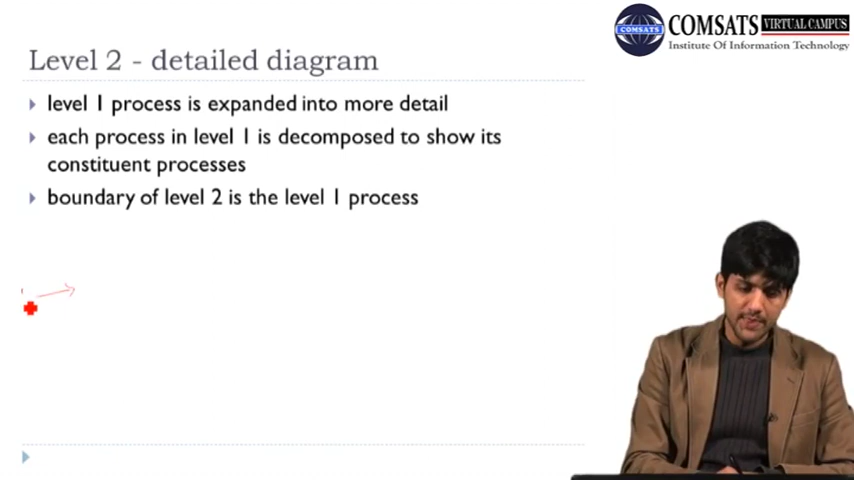 COMSATS VIRTUAL CAMPUS
COMSATS
Institute Of Information Technology
Level 2 - detailed diagram
level 1 process is expanded into more detail
each process in level 1 is decomposed to show its
constituent processes
boundary of level 2 is the level 1 process